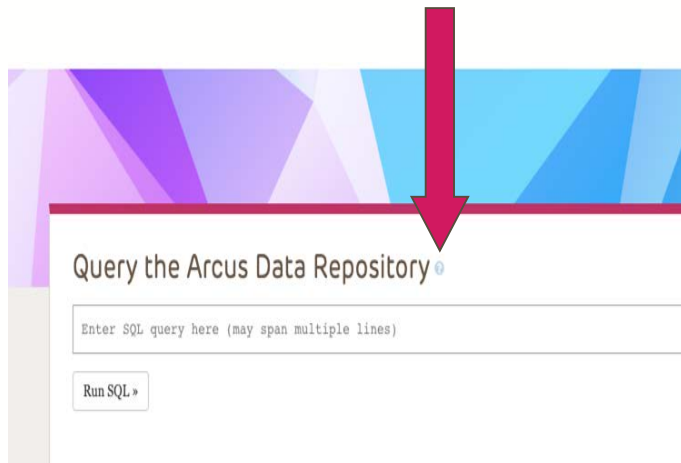 Query the Arcus Data Repository ?
Enter SQL query here (may span multiple lines)
Run SQL »